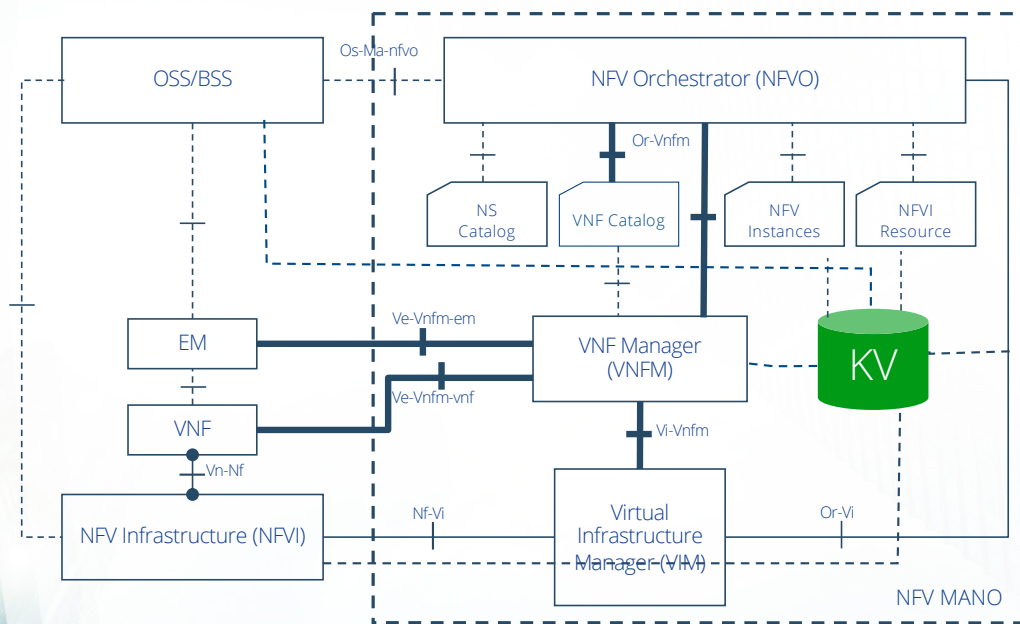 Os-Ma-nfvo
OSS/BSS
NFV Orchestrator (NFVO)
Or-Vnfm
NS
Catalog
VNF Catalog
NFV
Instances
NFVI
Resource
Ve-Vnfm-em
EM
VNF Manager
(VNFM)
KV
Ve-Vnfm-vnf
VNF
Vi-Vnfm
Vn-Nf
NFV Infrastructure (NFVI)
Nf-Vi
Virtual
Infrastructure
Manager (VIM)
Or-Vi
NFV MANO